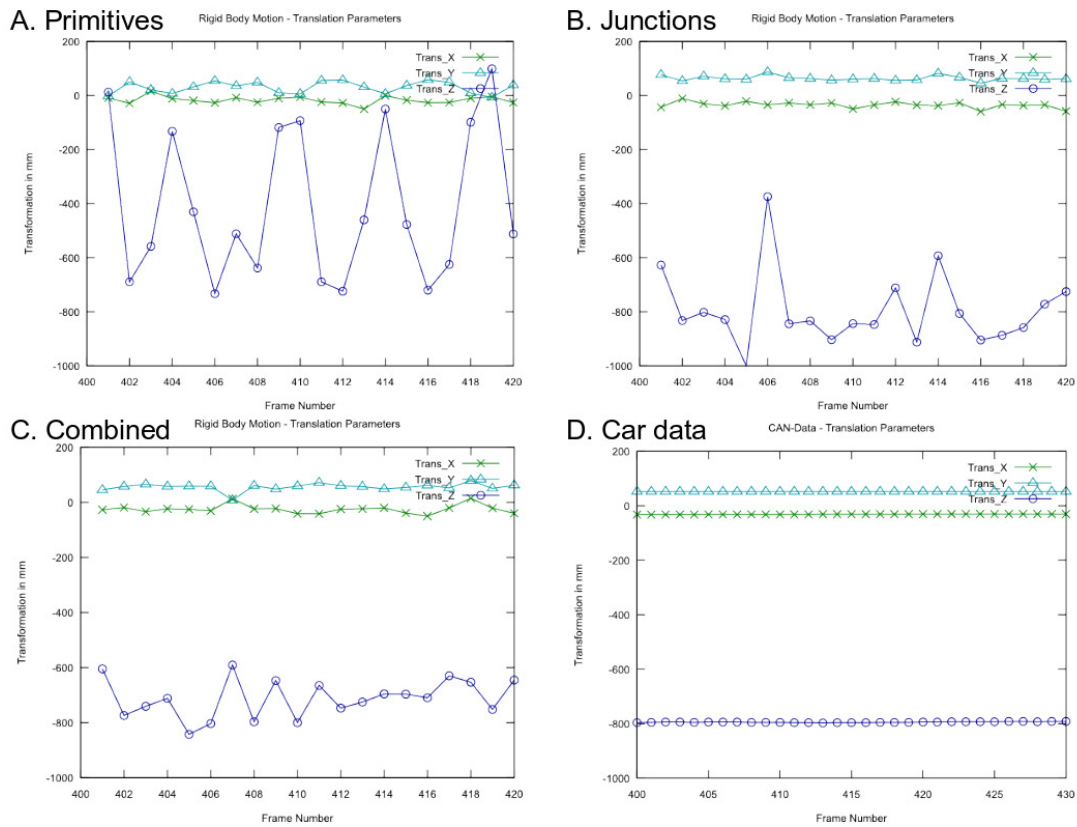 A. Primitives
Rigid Body Motion - Translation Parameters
200
0
-200
-400
-600
-800
-1000
Transformation in mm
Trans_X
Trans_Y
Trans_Z
400 402 404 406 408 410 412 414 416 418 420
Frame Number
B. Junctions
Rigid Body Motion - Translation Parameters
200
0
-200
-400
-600
-800
-1000
Transformation in mm
Trans_X
Trans_Y
Trans_Z
400 402 404 406 408 410 412 414 416 418 420
Frame Number
C. Combined
Rigid Body Motion - Translation Parameters
200
0
-200
-400
-600
-800
-1000
Transformation in mm
Trans_X
Trans_Y
Trans_Z
400 402 404 406 408 410 412 414 416 418 420
Frame Number
D. Car data
CAN-Data - Translation Parameters
200
0
-200
-400
-600
-800
-1000
Transformation in mm
Trans_X
Trans_Y
Trans_Z
400 405 410 415 420 425 430
Frame Number